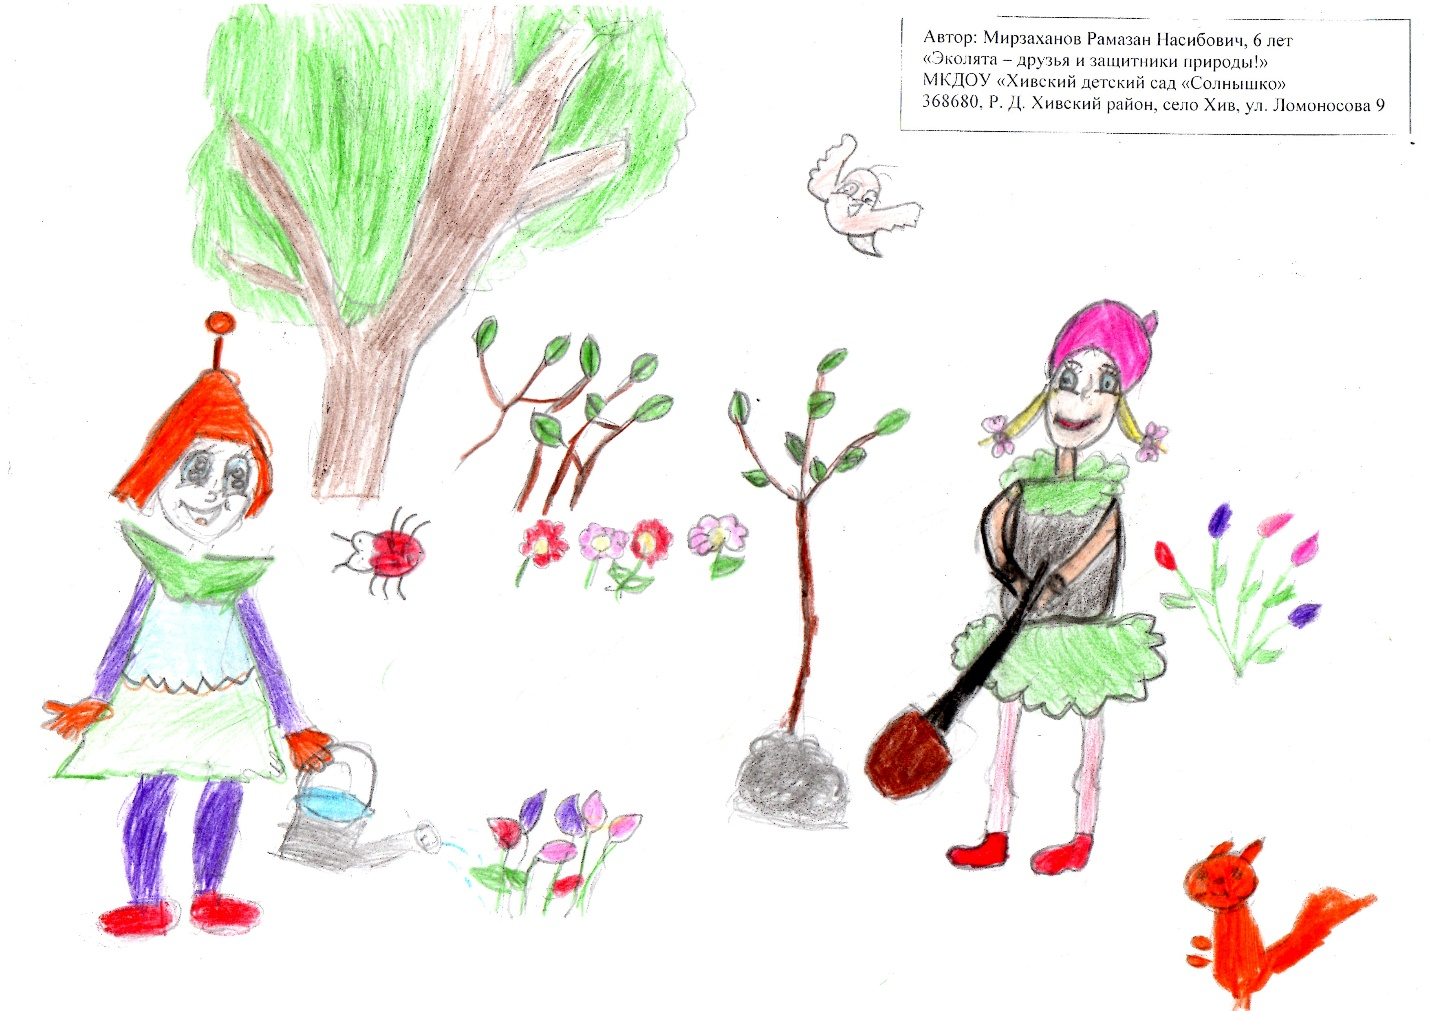 Автор: Мирзаханов Рамазан Насибович, 6 лет
«Эколята – друзья и защитники природы!»
МКДОУ «Хивский детский сад «Солнышко»
368680, Р. Д. Хивский район, село Хив, ул. Ломоносова 9